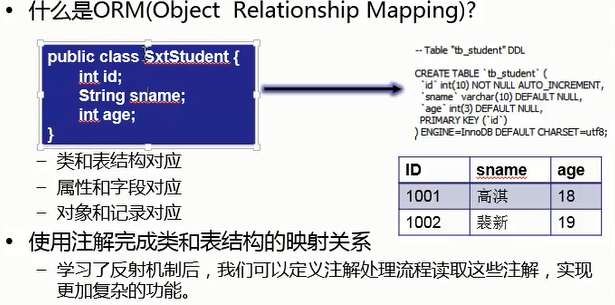 • 什么是ORM(Object Relationship Mapping)?
public class SxtStudent {
int id;
String sname;
int age;
}
-- Table "tb_student" DDL
CREATE TABLE `tb_student` (
`id` int(10) NOT NULL AUTO_INCREMENT,
`sname` varchar(10) DEFAULT NULL,
`age` int(3) DEFAULT NULL,
PRIMARY KEY (`id`)
) ENGINE=InnoDB DEFAULT CHARSET=utf8;
– 类和表结构对应
– 属性和字段对应
– 对象和记录对应
ID sname age
1001 高淇 18
1002 裴新 19
• 使用注解完成类和表结构的映射关系
– 学习了反射机制后，我们可以定义注解处理流程读取这些注解，实现
更加复杂的功能。